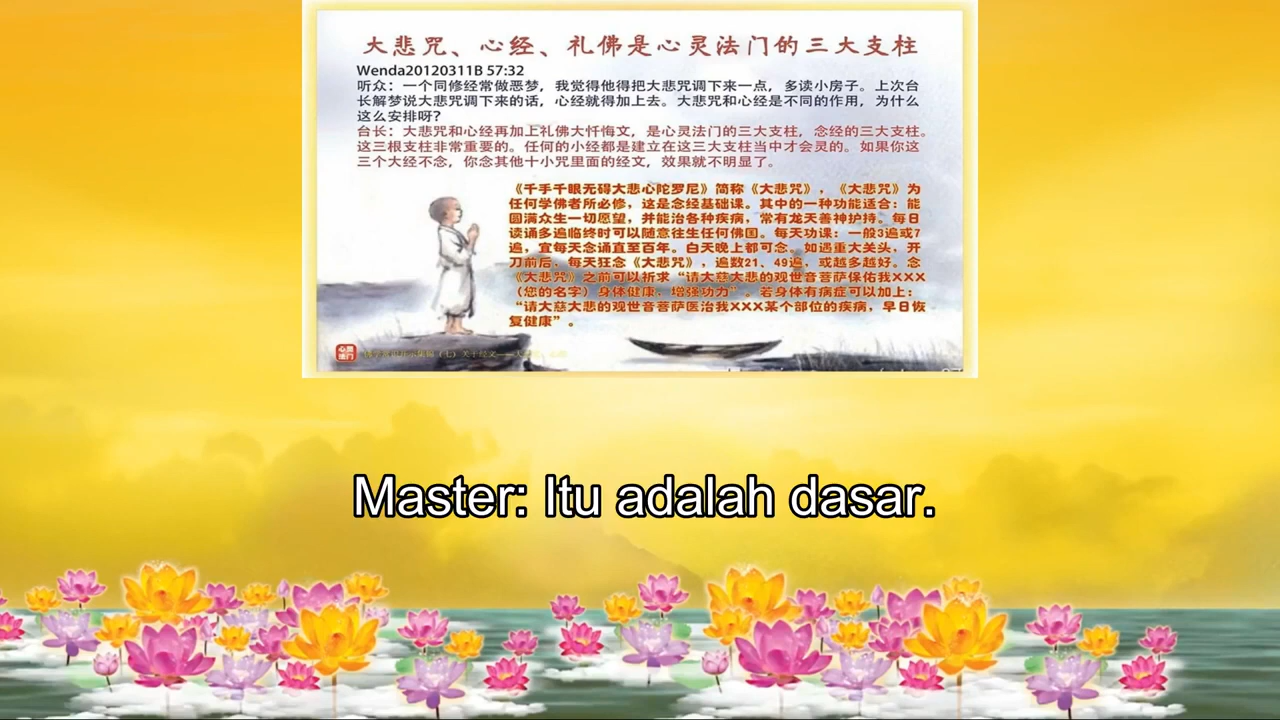 大悲咒、心经、礼佛是心灵法门的三大支柱
Wenda20120311B 57:32
听众：一个同修经常做恶梦，我觉得他得把大悲咒调下来一点，多读小房子。上次台
长解梦说大悲咒调下来的话，心经就得加上去。大悲咒和心经是不同的作用，为什么
这么安排呀？
台长：大悲咒和心经再加上礼佛大忏悔文，是心灵法门的三大支柱，念经的三大支柱。
这三根支柱非常重要的。任何的小经都是建立在这三大支柱当中才会灵的。如果你这
三个大经不念，你念其他十小咒里面的经文，效果就不明显了。
《千手千眼无碍大悲心陀罗尼》简称《大悲咒》，《大悲咒》为
任何学佛者所必修，这是念经基础课。其中的一种功能适合：能
圆满众生一切愿望，并能治各种疾病，常有龙天善神护持。每日
读诵多遍临终时可以随意往生任何佛国。每天功课：一般3遍或7
遍，宜每天念诵直至百年。白天晚上都可念。如遇重大关头，开
刀前后，每天狂念《大悲咒》，遍数21、49遍，或越多越好。念
《大悲咒》之前可以祈求“请大慈大悲的观世音菩萨保佑我XXX
（您的名字）身体健康，增强功力”。若身体有病症可以加上：
“请大慈大悲的观世音菩萨医治我XXX某个部位的疾病，早日恢
复健康”。
心灵
法门
Master: Itu adalah dasar.